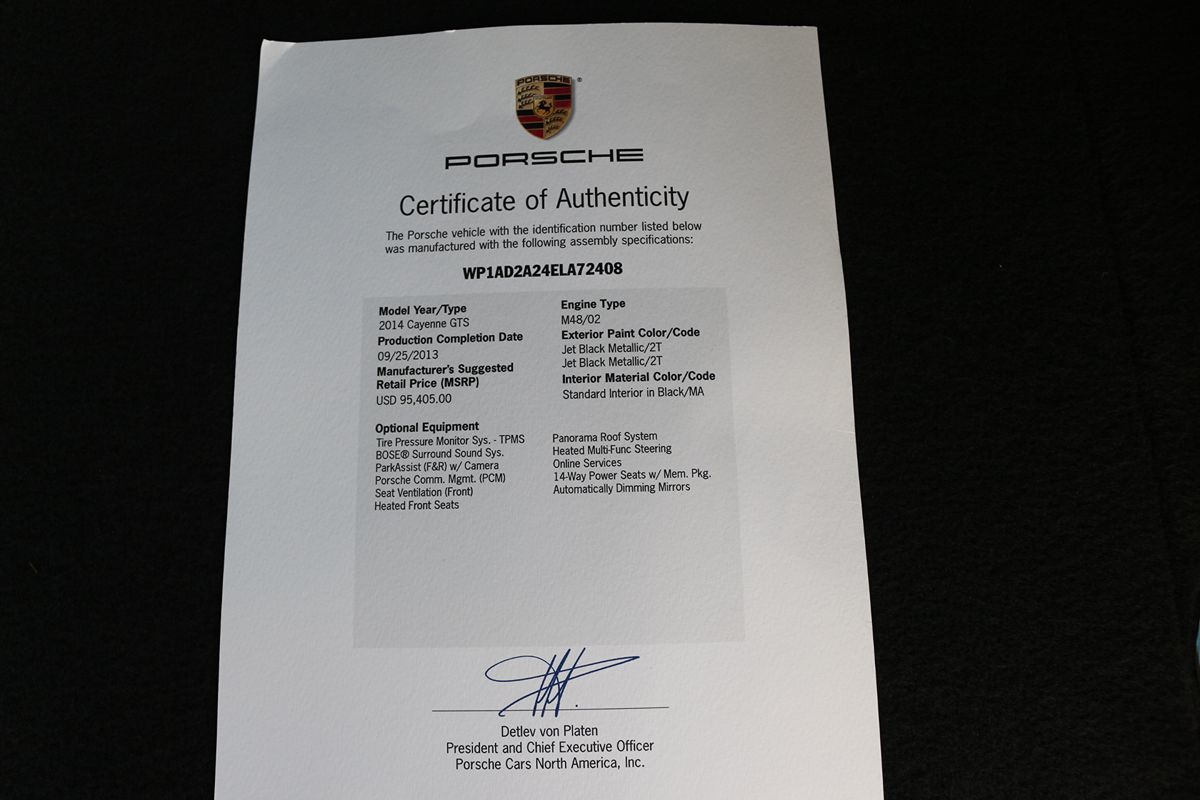 PORSCHE
PORSCHE
Certificate of Authenticity
The Porsche vehicle with the identification number listed below
was manufactured with the following assembly specifications:
WP1AD2A24ELA72408
Model Year/Type
2014 Cayenne GTS
Production Completion Date
09/25/2013
Manufacturer's Suggested
Retail Price (MSRP)
USD 95,405.00
Engine Type
M48/02
Exterior Paint Color/Code
Jet Black Metallic/2T
Jet Black Metallic/2T
Interior Material Color/Code
Standard Interior in Black/MA
Optional Equipment
Tire Pressure Monitor Sys. - TPMS
BOSE® Surround Sound Sys.
ParkAssist (F&R) w/ Camera
Porsche Comm. Mgmt. (PCM)
Seat Ventilation (Front)
Heated Front Seats
Panorama Roof System
Heated Multi-Func Steering
Online Services
14-Way Power Seats w/ Mem. Pkg.
Automatically Dimming Mirrors
Detlev von Platen
President and Chief Executive Officer
Porsche Cars North America, Inc.